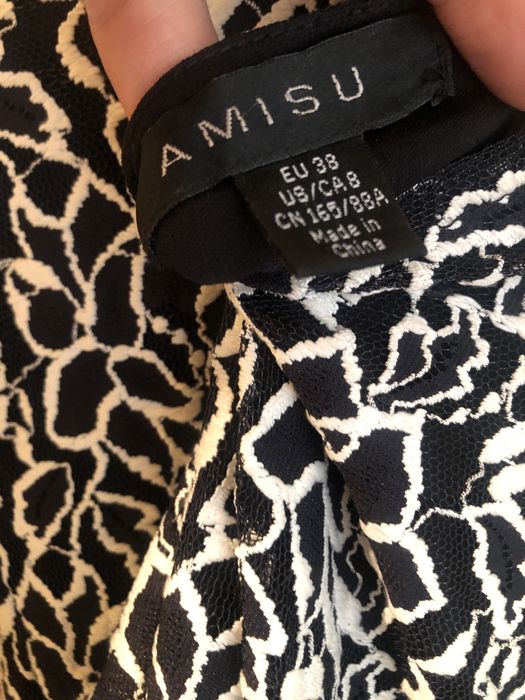 AMISU
EU 38
US/CA 8
CN 165/88A
Made in
China